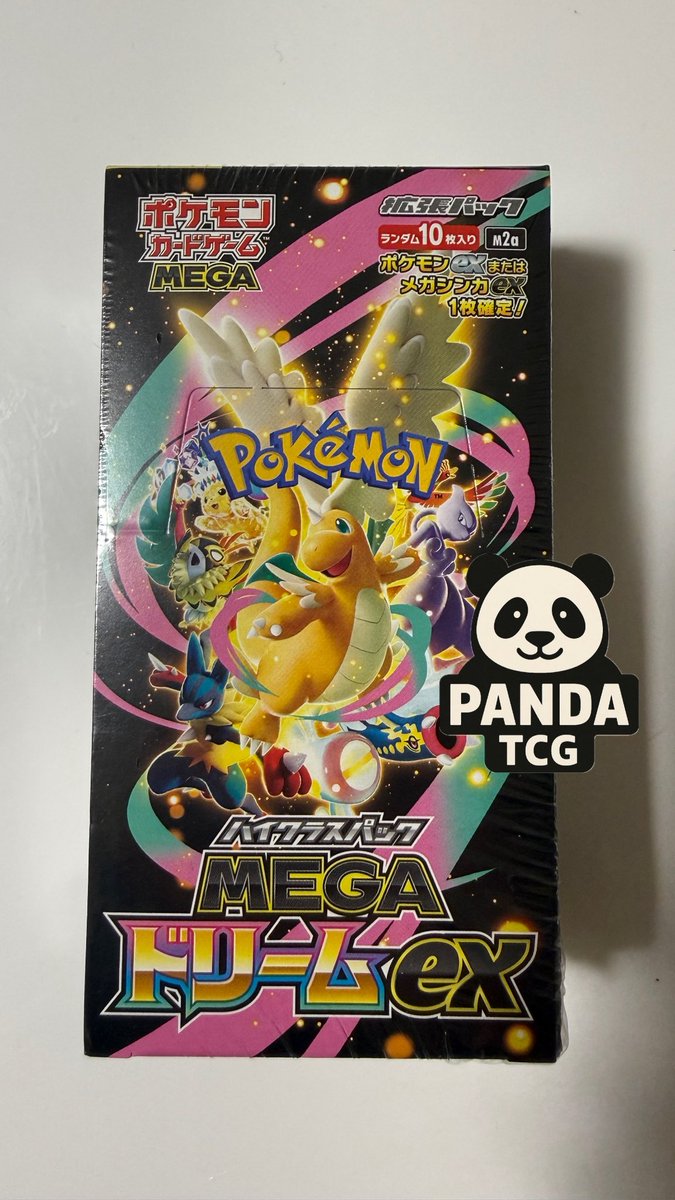 ポケモン
カードゲーム
MEGA
拡張パック
ランダム10枚入り M2a
ポケモンexまたは
メガシンカex
1枚確定!
POKéMON
TM
PANDA
TCG
ハイクラスパック
MEGA
ドリームex